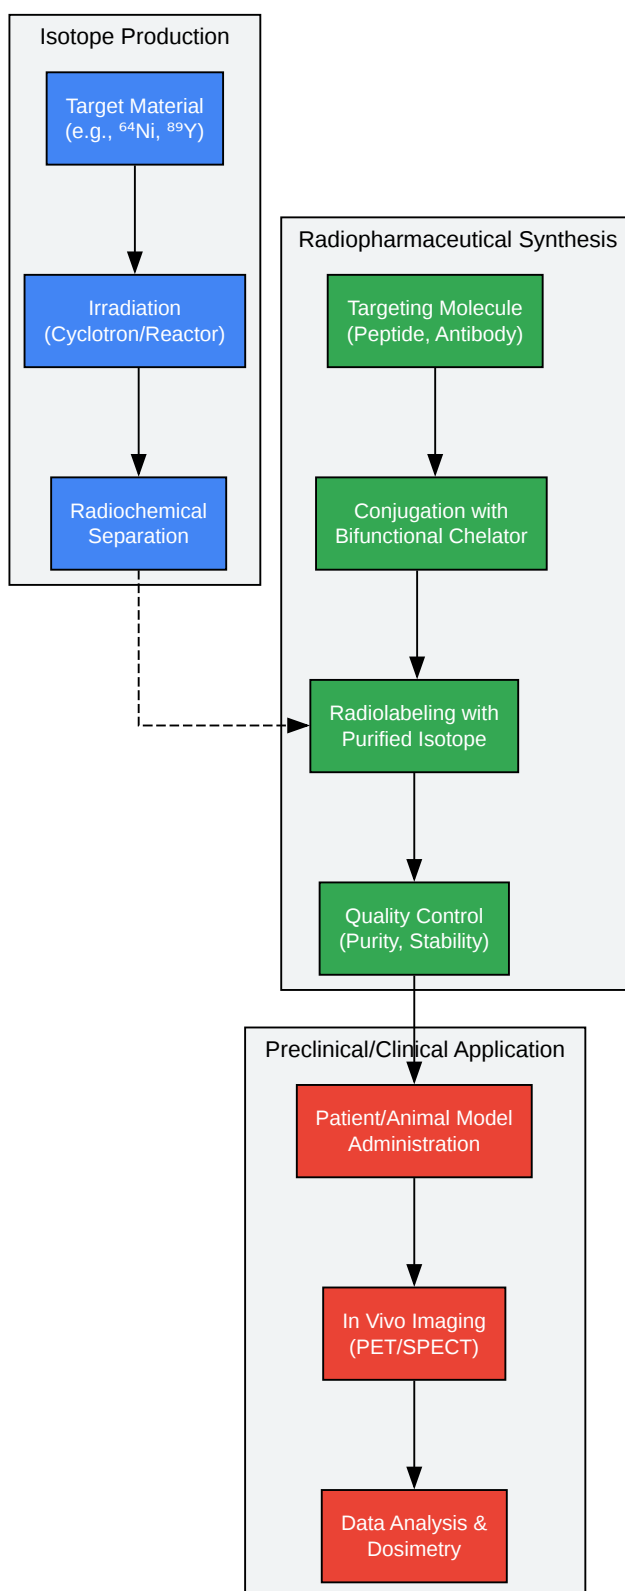 Isotope Production
Target Material
(e.g., ⁶⁴Ni, ⁸⁹Y)
Irradiation
(Cyclotron/Reactor)
Radiochemical
Separation
Radiopharmaceutical Synthesis
Targeting Molecule
(Peptide, Antibody)
Conjugation with
Bifunctional Chelator
Radiolabeling with
Purified Isotope
Quality Control
(Purity, Stability)
Preclinical/Clinical Application
Patient/Animal Model
Administration
In Vivo Imaging
(PET/SPECT)
Data Analysis &
Dosimetry